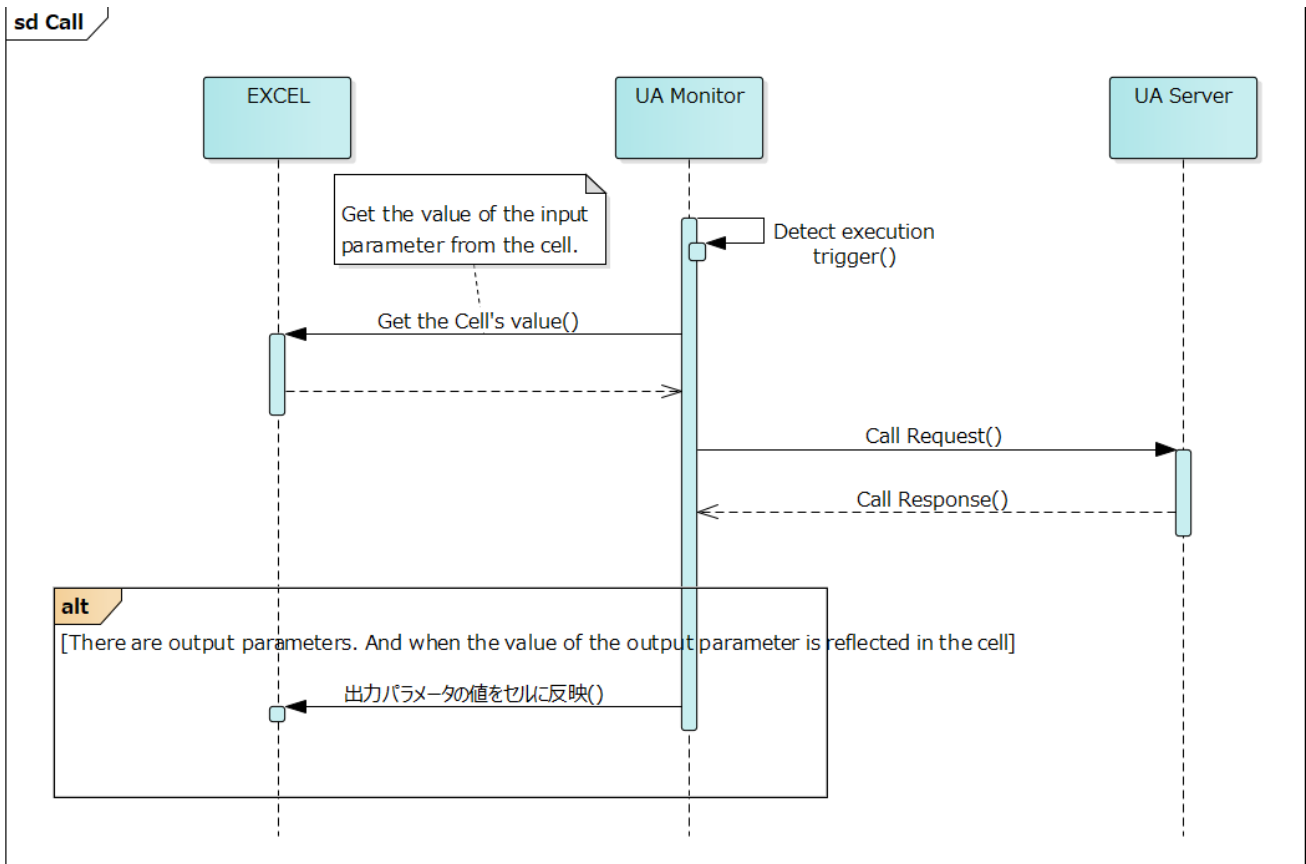 sd Call
EXCEL
UA Monitor
UA Server
Get the value of the input
parameter from the cell.
Detect execution
trigger()
Get the Cell's value()
Call Request()
Call Response()
alt
[There are output parameters. And when the value of the output parameter is reflected in the cell]
出力パラメータの値をセルに反映()